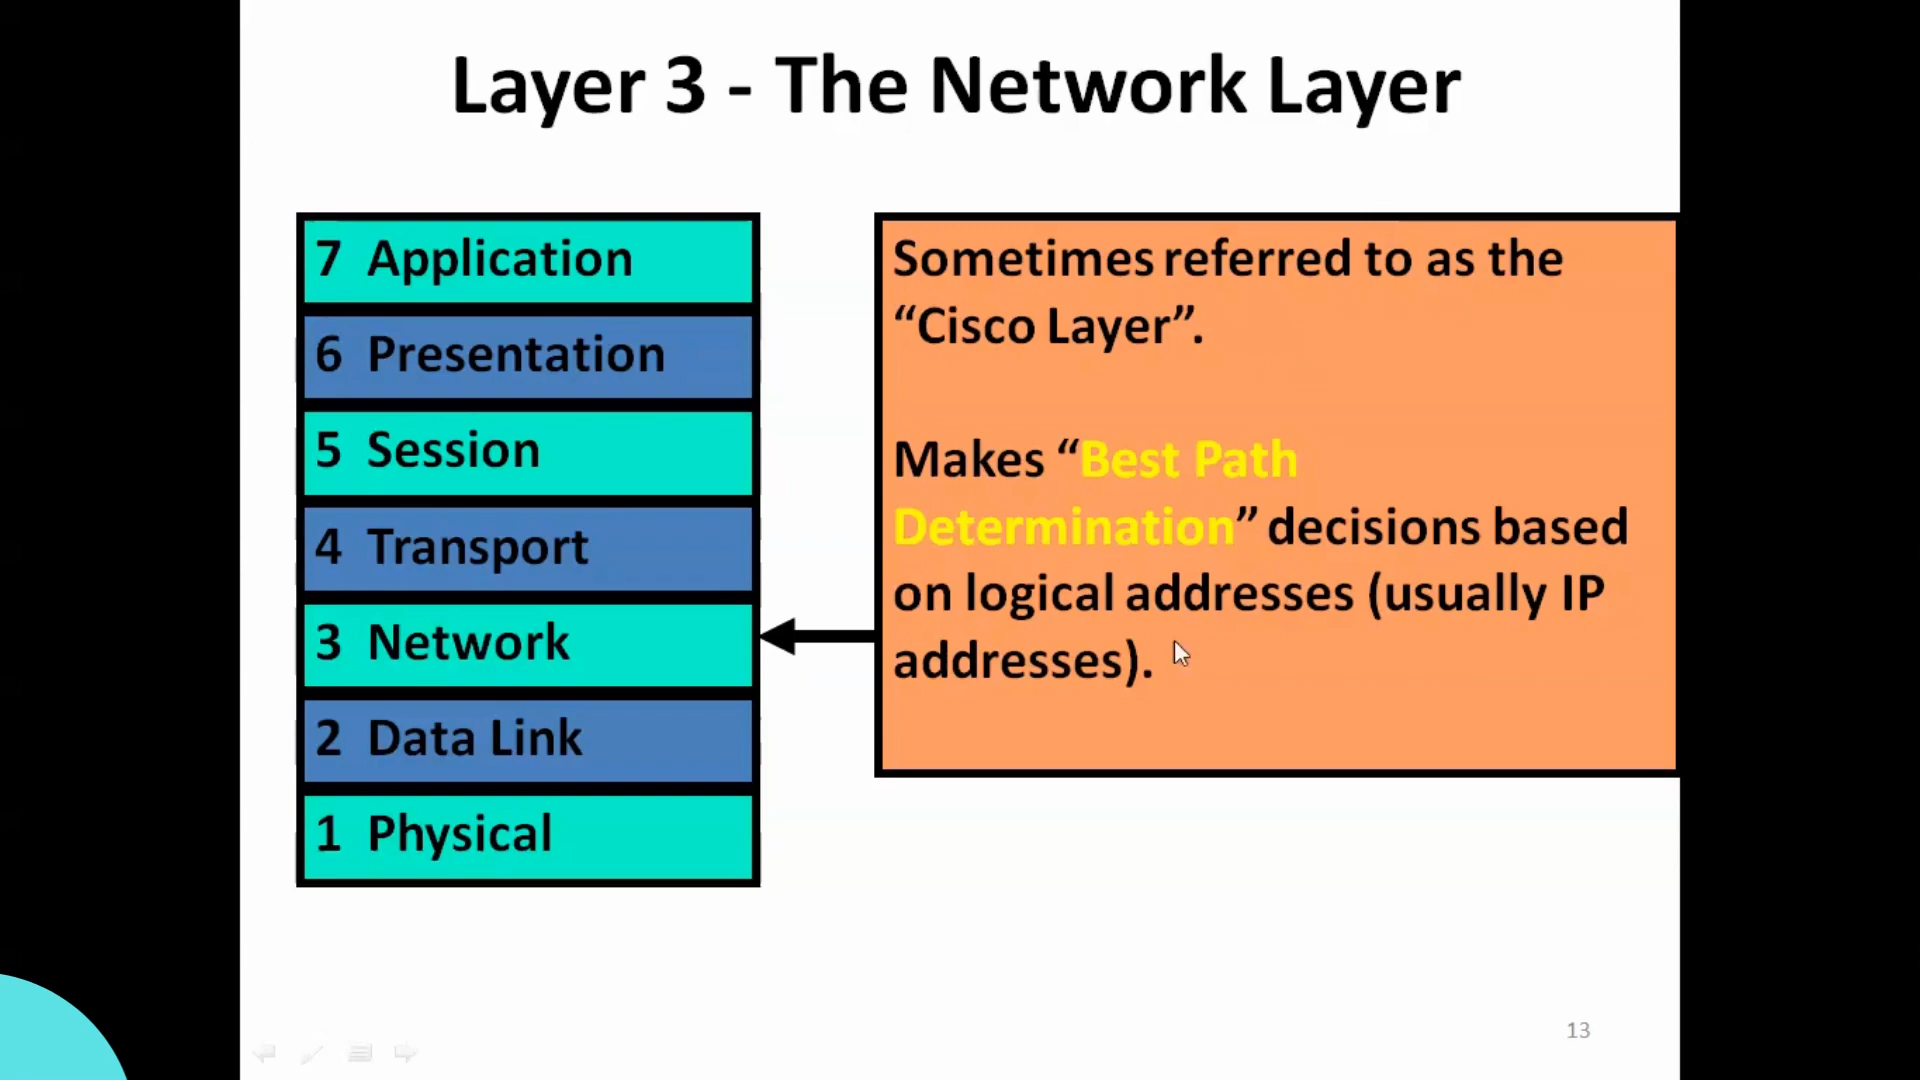 Layer 3 - The Network Layer
7 Application
6 Presentation
5 Session
4 Transport
3 Network
2 Data Link
1 Physical
Sometimes referred to as the
“Cisco Layer”.
Makes “Best Path
Determination” decisions based
on logical addresses (usually IP
addresses).
13